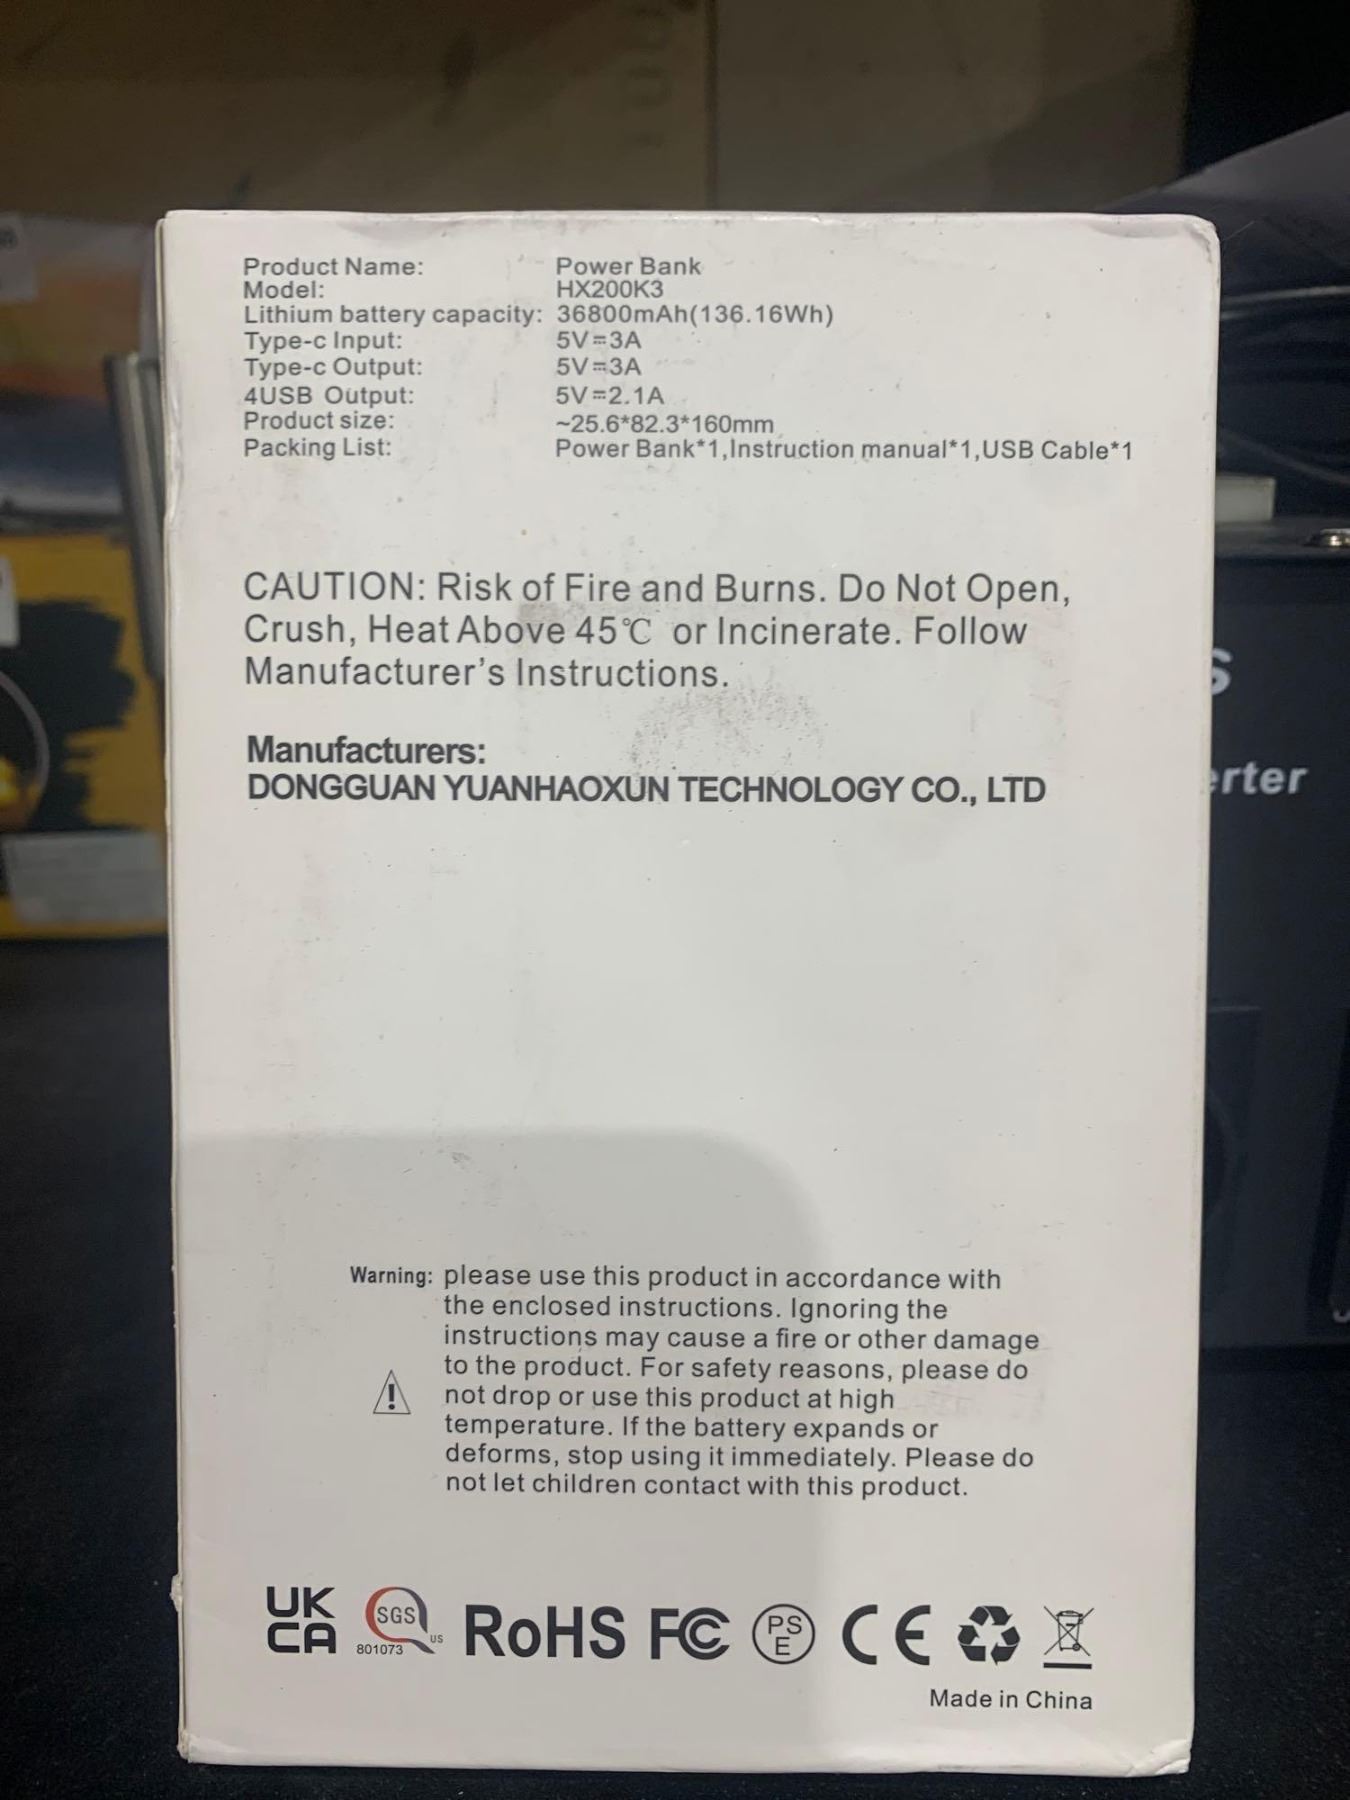 Product Name: Power Bank
Model: HX200K3
Lithium battery capacity: 36800mAh(136.16Wh)
Type-c Input: 5V⎓3A
Type-c Output: 5V⎓3A
4USB Output: 5V⎓2.1A
Product size: ~25.6*82.3*160mm
Packing List: Power Bank*1,Instruction manual*1,USB Cable*1
CAUTION: Risk of Fire and Burns. Do Not Open,
Crush, Heat Above 45℃ or Incinerate. Follow
Manufacturer's Instructions.
Manufacturers:
DONGGUAN YUANHAOXUN TECHNOLOGY CO., LTD
Warning: please use this product in accordance with
the enclosed instructions. Ignoring the
instructions may cause a fire or other damage
to the product. For safety reasons, please do
not drop or use this product at high
temperature. If the battery expands or
deforms, stop using it immediately. Please do
not let children contact with this product.
UK
CA
SGS
801073
US
RoHS FC PS
E
CE
Made in China
erter